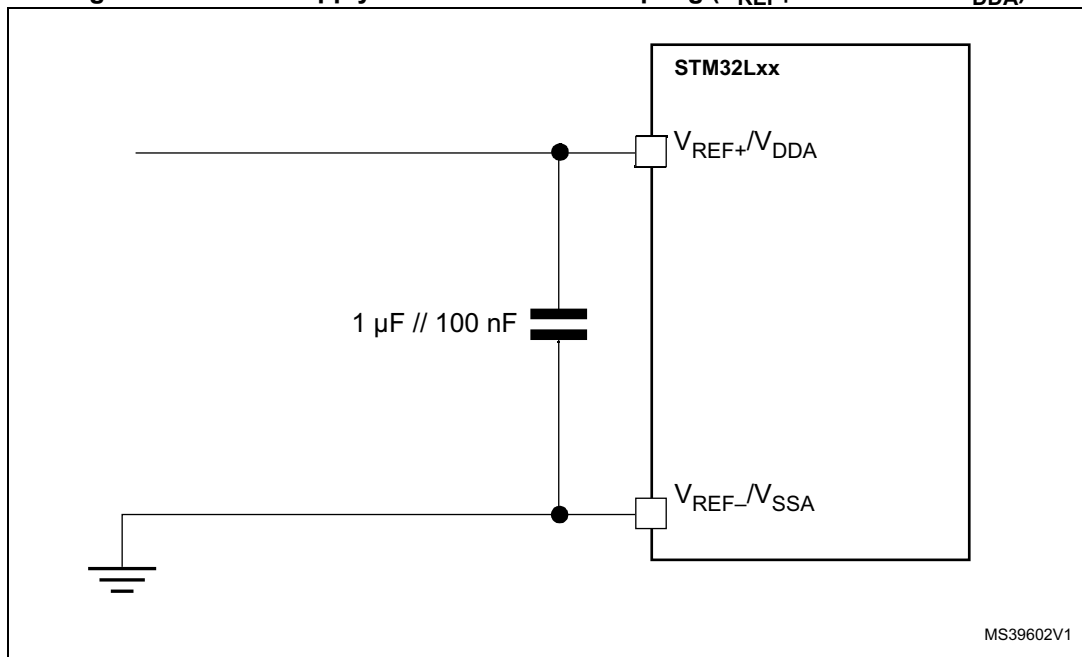 STM32Lxx
VREF+/VDDA
1 µF // 100 nF
VREF–/VSSA
MS39602V1